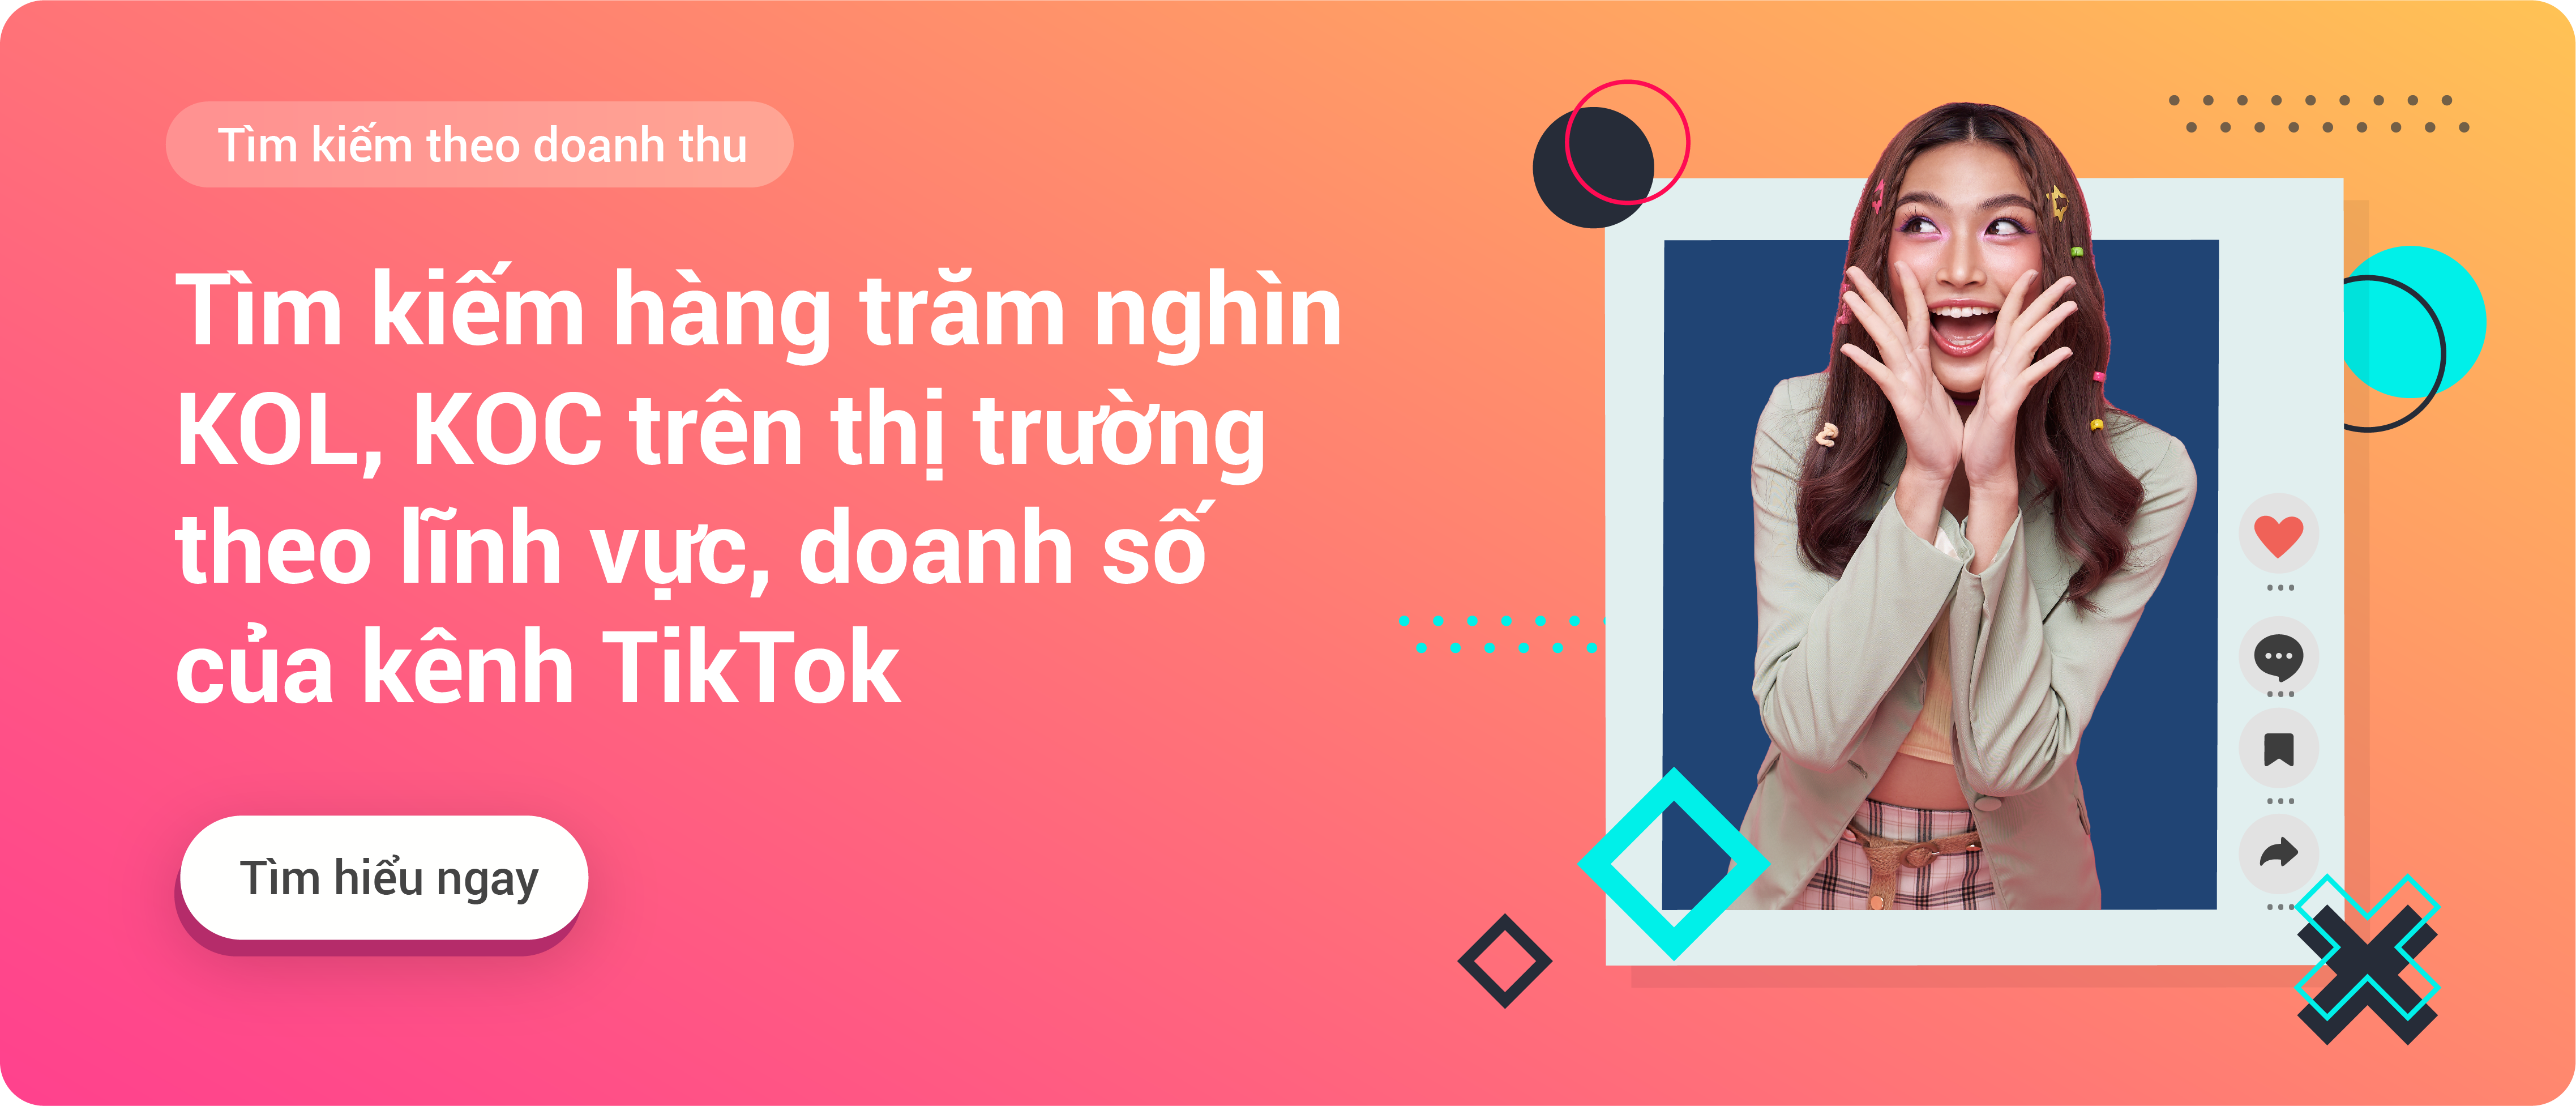 Tìm kiếm theo doanh thu
Tìm kiếm hàng trăm nghìn
KOL, KOC trên thị trường
theo lĩnh vực, doanh số
của kênh TikTok
Tìm hiểu ngay